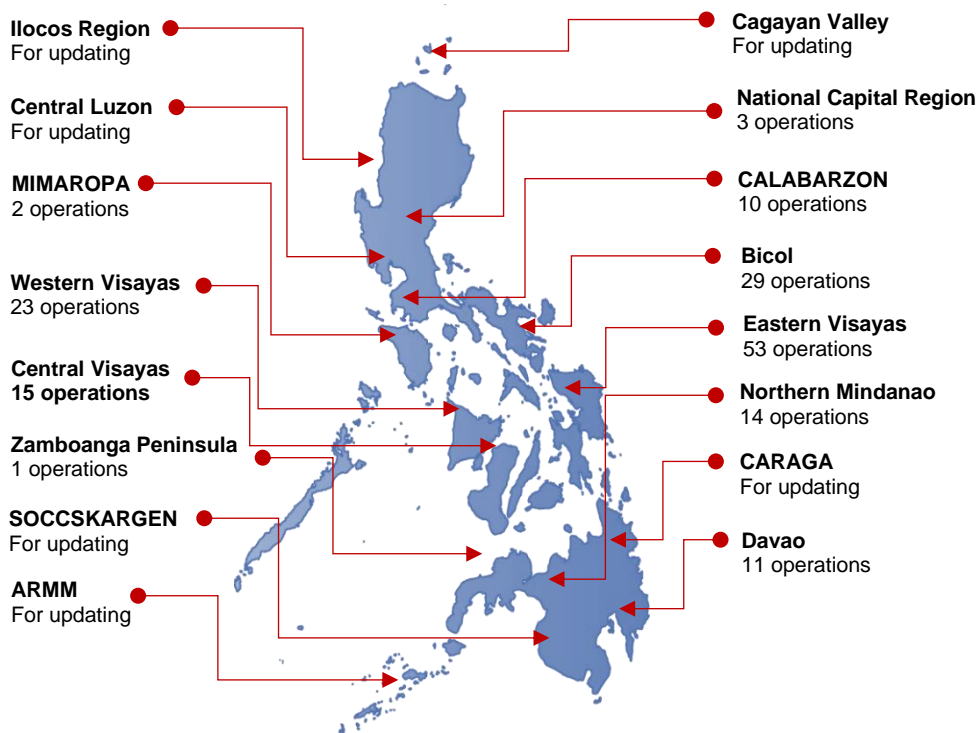 Ilocos Region
For updating
Central Luzon
For updating
MIMAROPA
2 operations
Western Visayas
23 operations
Central Visayas
15 operations
Zamboanga Peninsula
1 operations
SOCCSKARGEN
For updating
ARMM
For updating
Cagayan Valley
For updating
National Capital Region
3 operations
CALABARZON
10 operations
Bicol
29 operations
Eastern Visayas
53 operations
Northern Mindanao
14 operations
CARAGA
For updating
Davao
11 operations